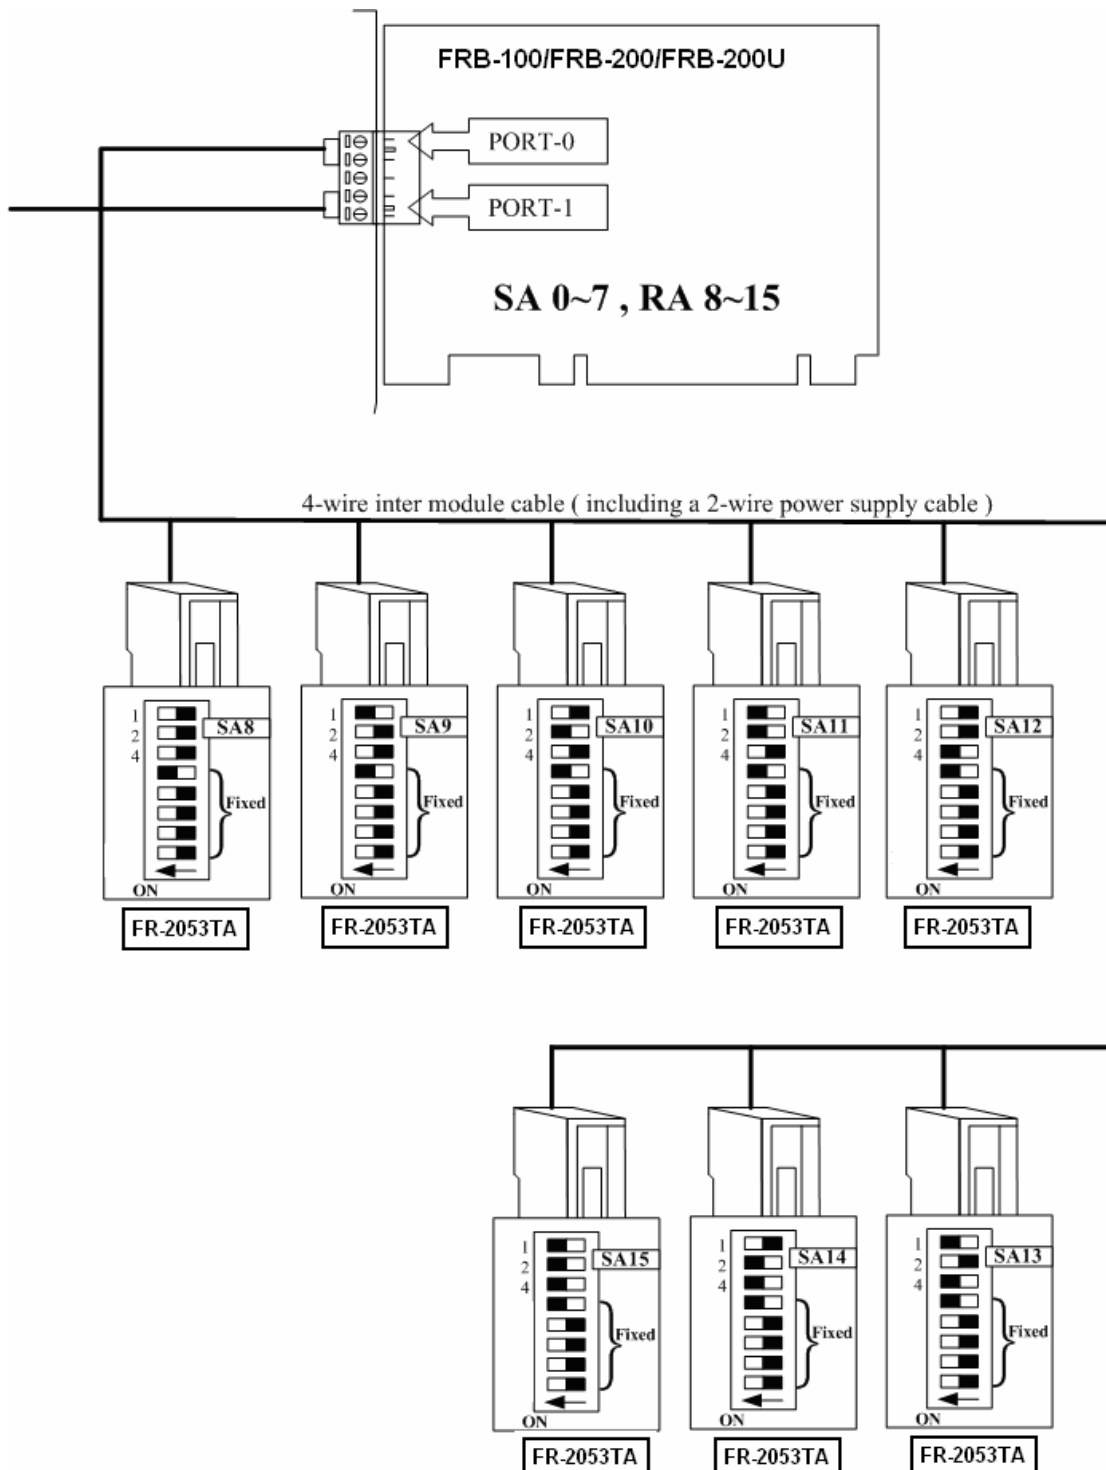 FRB-100/FRB-200/FRB-200U
PORT-0
PORT-1
SA 0~7 , RA 8~15
4-wire inter module cable ( including a 2-wire power supply cable )
1
2
4
SA8
Fixed
ON
FR-2053TA
1
2
4
SA9
Fixed
ON
FR-2053TA
1
2
4
SA10
Fixed
ON
FR-2053TA
1
2
4
SA11
Fixed
ON
FR-2053TA
1
2
4
SA12
Fixed
ON
FR-2053TA
1
2
4
SA15
Fixed
ON
FR-2053TA
1
2
4
SA14
Fixed
ON
FR-2053TA
1
2
4
SA13
Fixed
ON
FR-2053TA